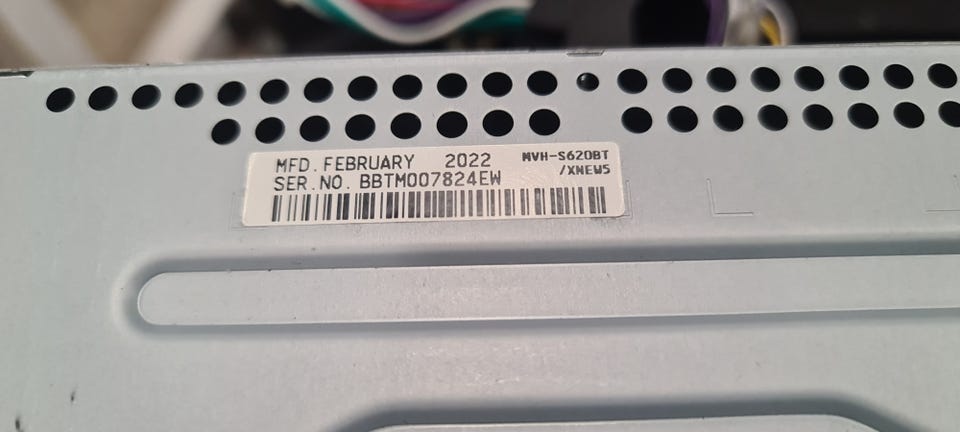 MFD. FEBRUARY 2022 MVH-S620BT
SER.NO. BBTM007824EW /XNEW5